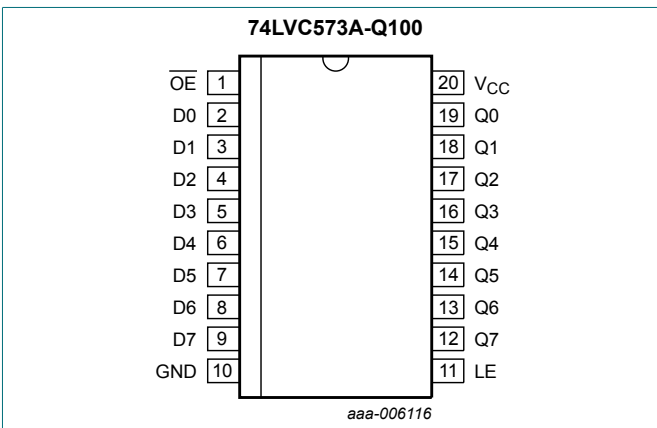 74LVC573A-Q100
OE 1 20 VCC
D0 2 19 Q0
D1 3 18 Q1
D2 4 17 Q2
D3 5 16 Q3
D4 6 15 Q4
D5 7 14 Q5
D6 8 13 Q6
D7 9 12 Q7
GND 10 11 LE
aaa-006116